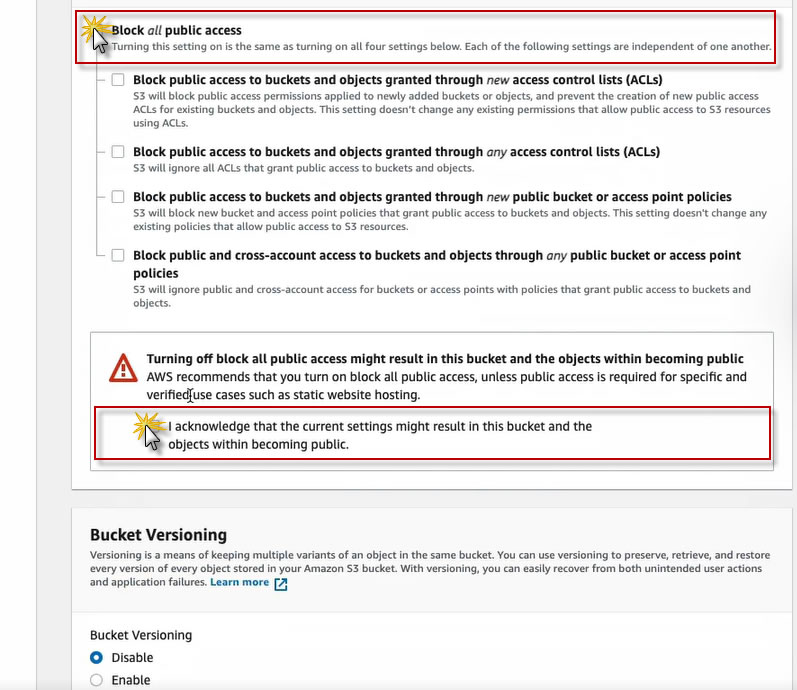 Block all public access
Turning this setting on is the same as turning on all four settings below. Each of the following settings are independent of one another.
Block public access to buckets and objects granted through new access control lists (ACLs)
S3 will block public access permissions applied to newly added buckets or objects, and prevent the creation of new public access
ACLs for existing buckets and objects. This setting doesn't change any existing permissions that allow public access to S3 resources
using ACLs.
Block public access to buckets and objects granted through any access control lists (ACLs)
S3 will ignore all ACLs that grant public access to buckets and objects.
Block public access to buckets and objects granted through new public bucket or access point policies
S3 will block new bucket and access point policies that grant public access to buckets and objects. This setting doesn't change any
existing policies that allow public access to S3 resources.
Block public and cross-account access to buckets and objects through any public bucket or access point
policies
S3 will ignore public and cross-account access for buckets or access points with policies that grant public access to buckets and
objects.
Turning off block all public access might result in this bucket and the objects within becoming public
AWS recommends that you turn on block all public access, unless public access is required for specific and
verified use cases such as static website hosting.
I acknowledge that the current settings might result in this bucket and the
objects within becoming public.
Bucket Versioning
Versioning is a means of keeping multiple variants of an object in the same bucket. You can use versioning to preserve, retrieve, and restore
every version of every object stored in your Amazon S3 bucket. With versioning, you can easily recover from both unintended user actions
and application failures. Learn more
Bucket Versioning
Disable
Enable